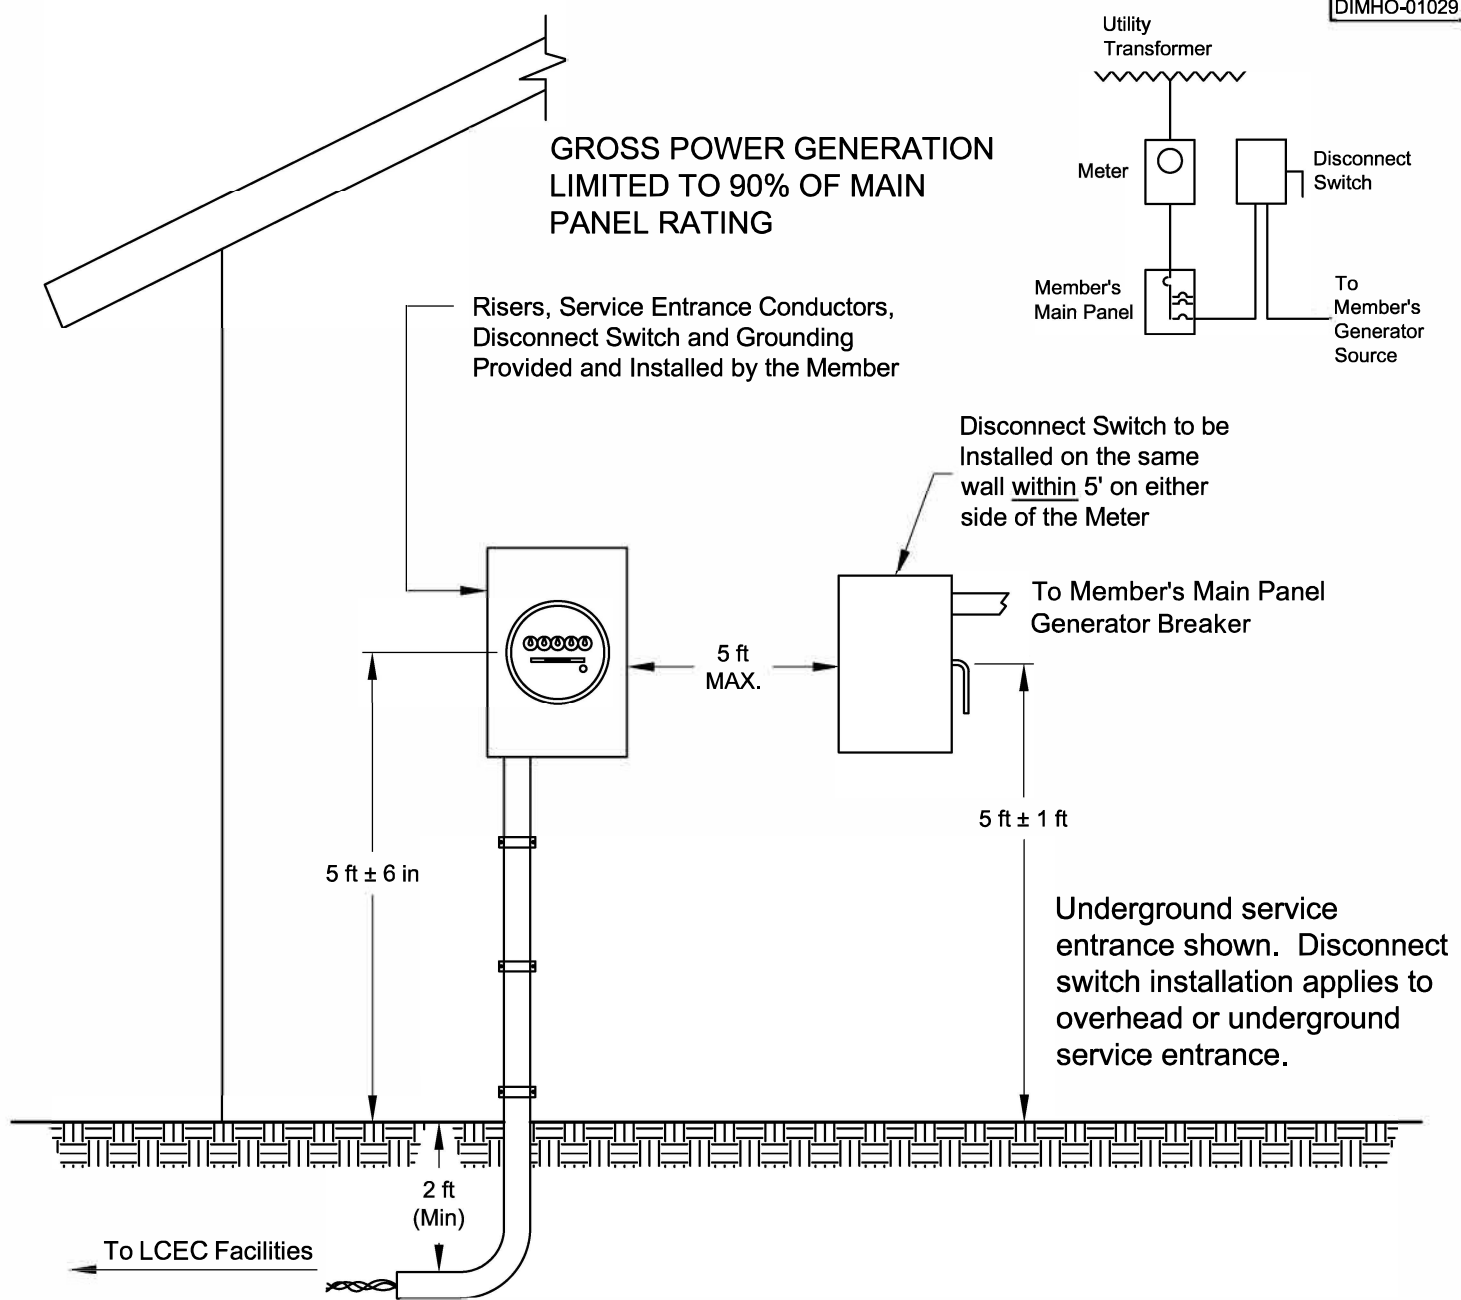 DIMHO-01029
Utility
Transformer
GROSS POWER GENERATION
LIMITED TO 90% OF MAIN
PANEL RATING
Meter
Disconnect
Switch
Member's
Main Panel
To
Member's
Generator
Source
Risers, Service Entrance Conductors,
Disconnect Switch and Grounding
Provided and Installed by the Member
Disconnect Switch to be
Installed on the same
wall within 5' on either
side of the Meter
To Member's Main Panel
Generator Breaker
5 ft
MAX.
5 ft ± 1 ft
5 ft ± 6 in
Underground service
entrance shown.  Disconnect
switch installation applies to
overhead or underground
service entrance.
2 ft
(Min)
To LCEC Facilities